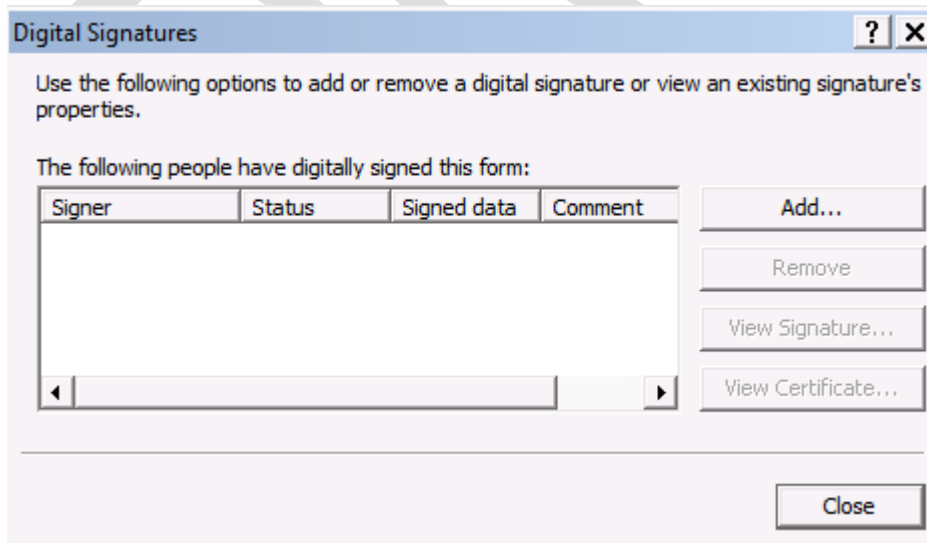 Digital Signatures
Use the following options to add or remove a digital signature or view an existing signature's
properties.
The following people have digitally signed this form:
Signer Status Signed data Comment
Add...
Remove
View Signature...
View Certificate...
Close